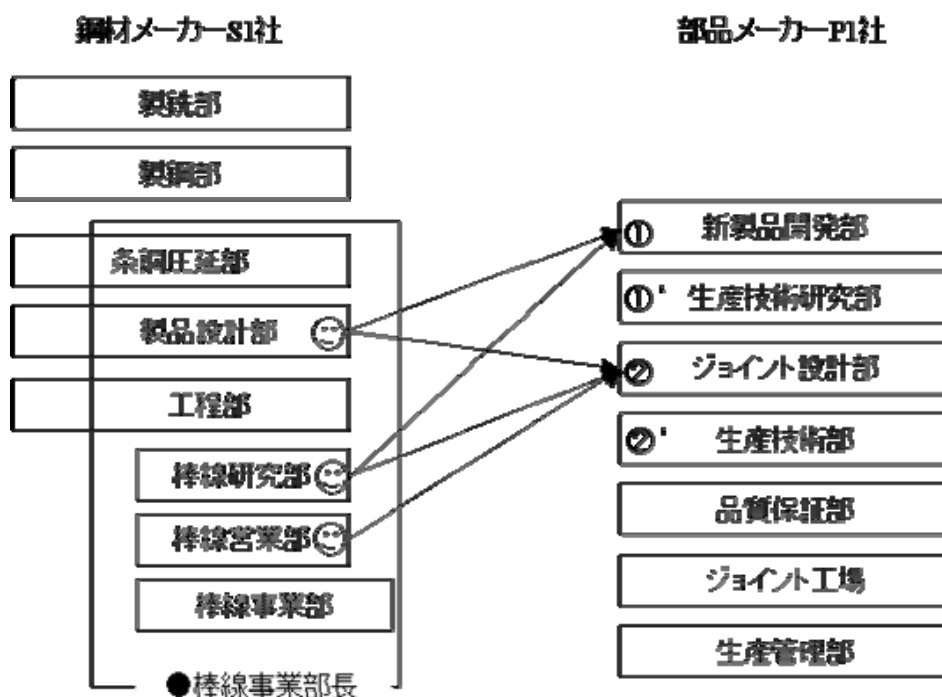 鋼材メーカーS1社
部品メーカーP1社
製銑部
製鋼部
条鋼圧延部
製品設計部
工程部
棒線研究部
棒線営業部
棒線事業部
●棒線事業部長
① 新製品開発部
①' 生産技術研究部
② ジョイント設計部
②' 生産技術部
品質保証部
ジョイント工場
生産管理部